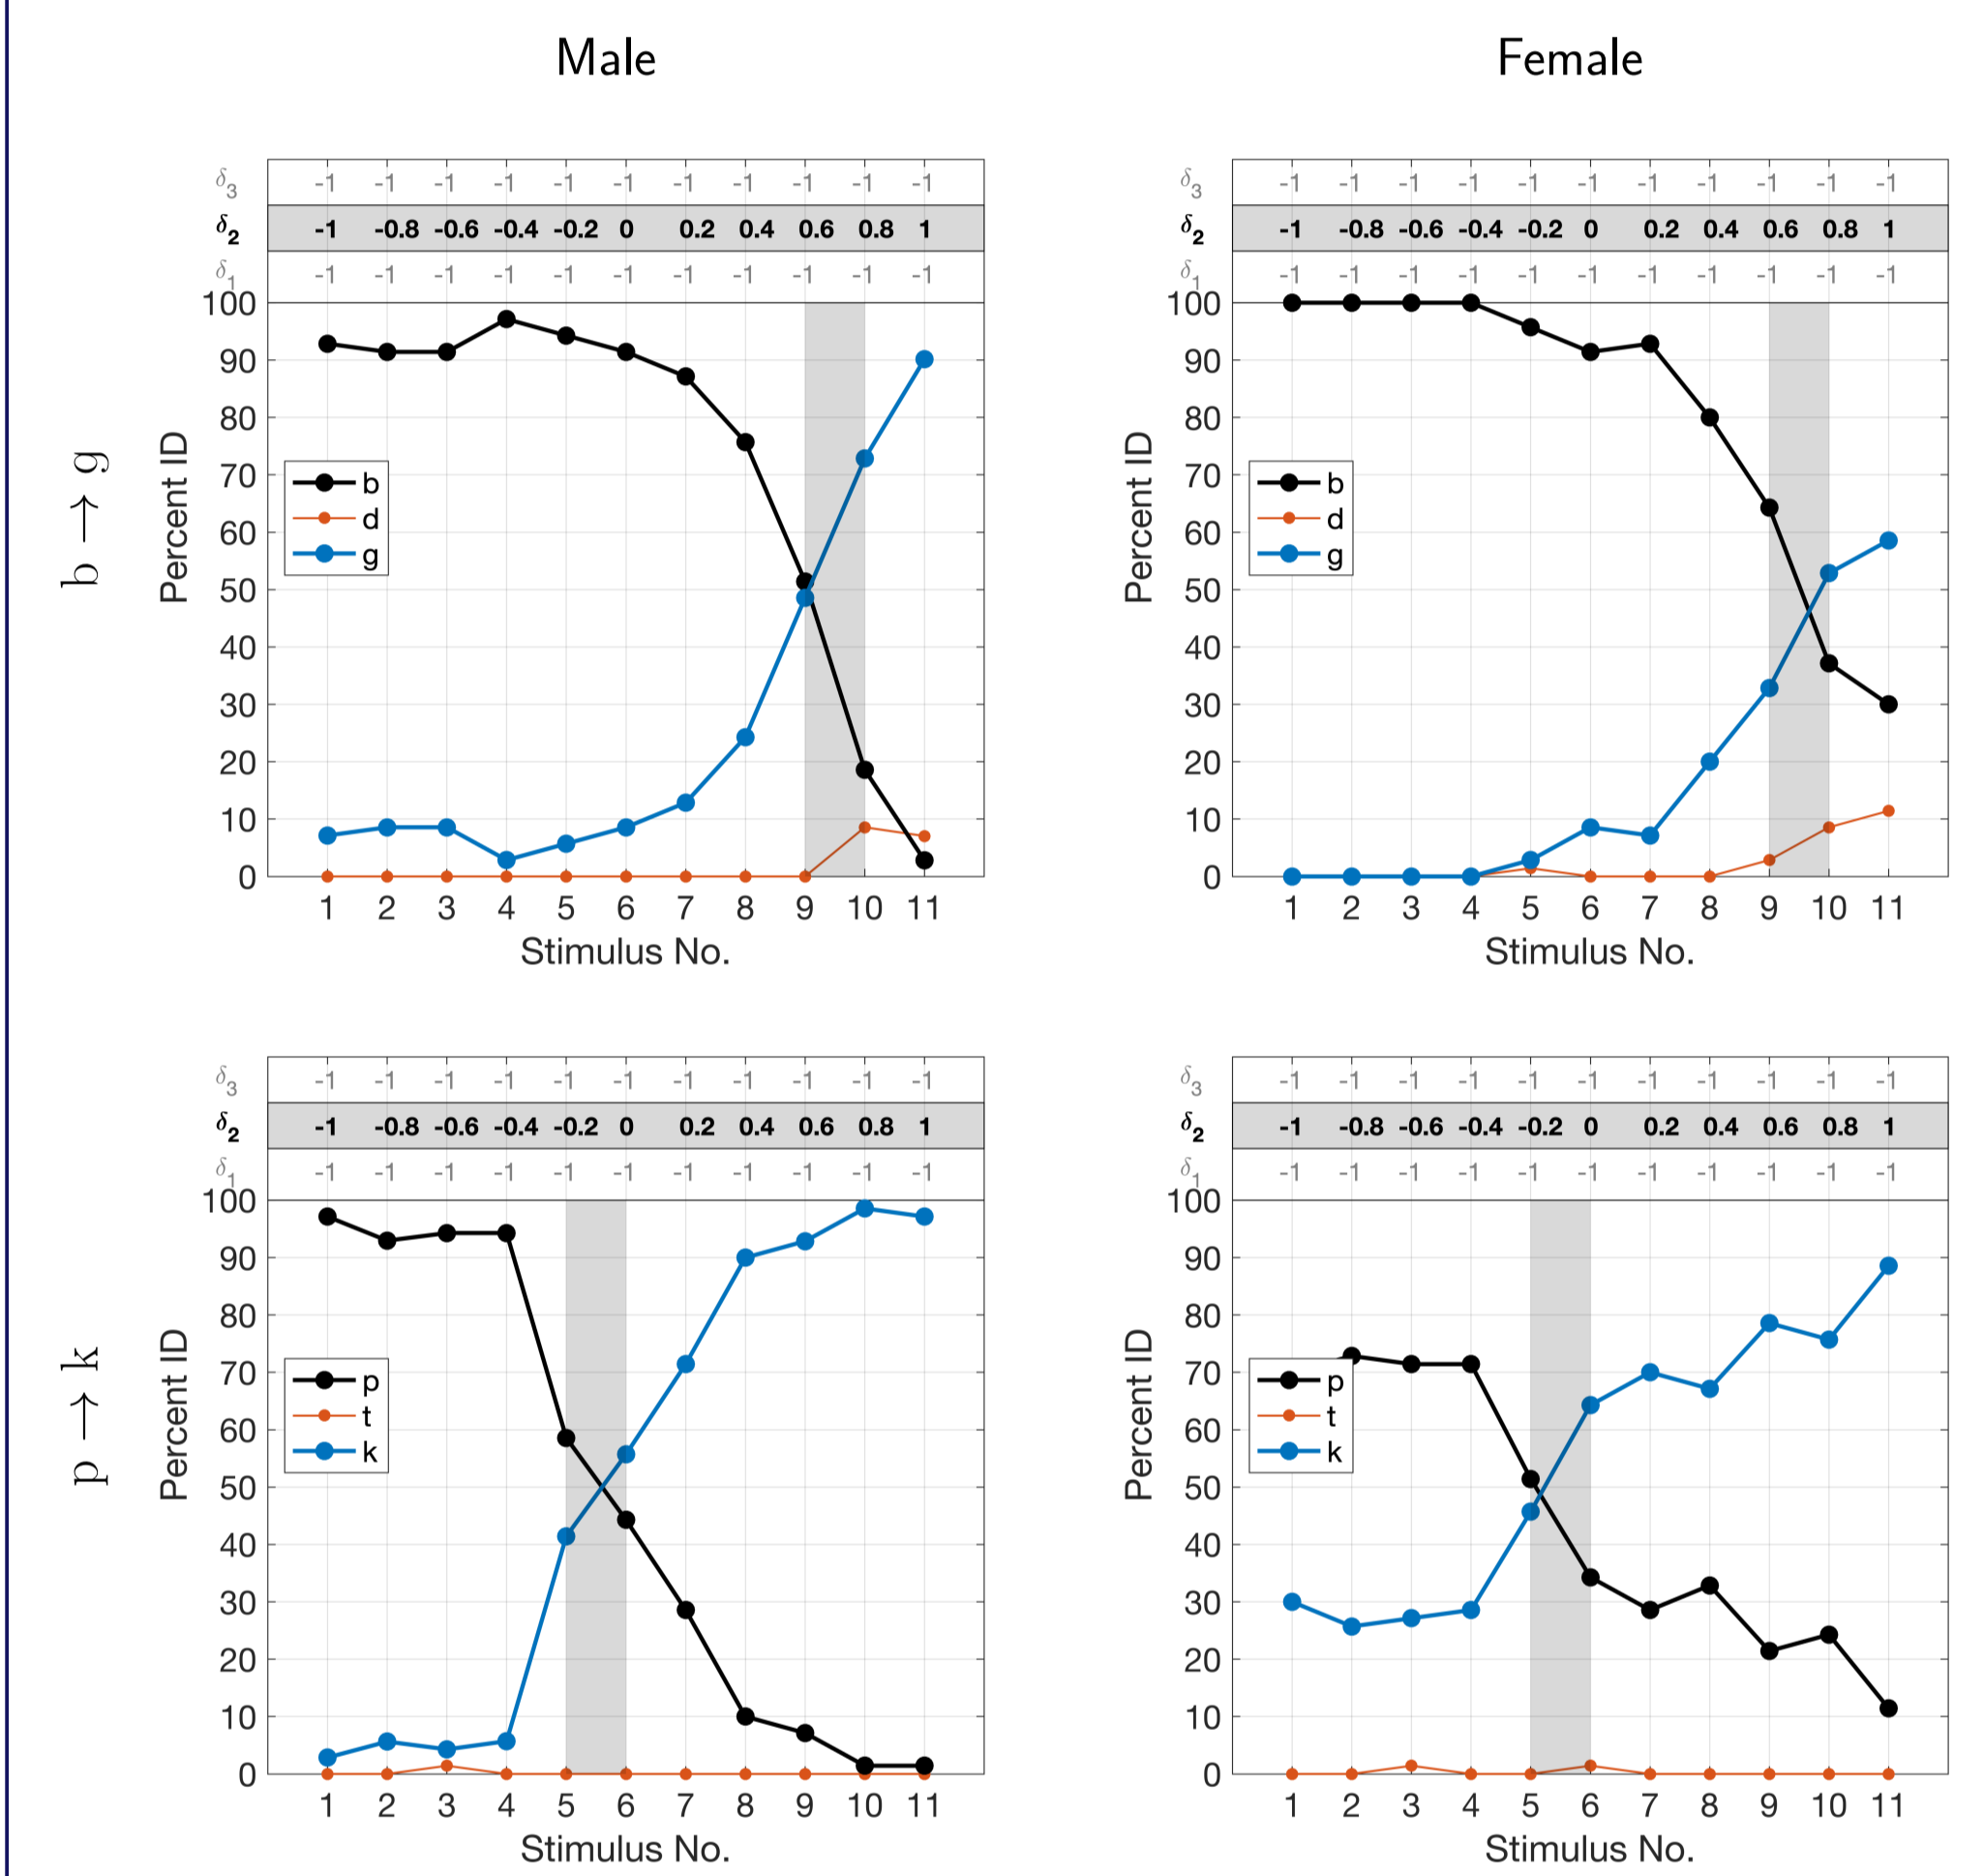 Male Female
δ3 -1 -1 -1 -1 -1 -1 -1 -1 -1 -1 -1
δ2 -1 -0.8 -0.6 -0.4 -0.2 0 0.2 0.4 0.6 0.8 1
δ1 -1 -1 -1 -1 -1 -1 -1 -1 -1 -1 -1
100
90
80
70
60
50
40
30
20
10
0
b → g
Percent ID
b
d
g
1 2 3 4 5 6 7 8 9 10 11
Stimulus No.
δ3 -1 -1 -1 -1 -1 -1 -1 -1 -1 -1 -1
δ2 -1 -0.8 -0.6 -0.4 -0.2 0 0.2 0.4 0.6 0.8 1
δ1 -1 -1 -1 -1 -1 -1 -1 -1 -1 -1 -1
100
90
80
70
60
50
40
30
20
10
0
Percent ID
b
d
g
1 2 3 4 5 6 7 8 9 10 11
Stimulus No.
δ3 -1 -1 -1 -1 -1 -1 -1 -1 -1 -1 -1
δ2 -1 -0.8 -0.6 -0.4 -0.2 0 0.2 0.4 0.6 0.8 1
δ1 -1 -1 -1 -1 -1 -1 -1 -1 -1 -1 -1
100
90
80
70
60
50
40
30
20
10
0
p → k
Percent ID
p
t
k
1 2 3 4 5 6 7 8 9 10 11
Stimulus No.
δ3 -1 -1 -1 -1 -1 -1 -1 -1 -1 -1 -1
δ2 -1 -0.8 -0.6 -0.4 -0.2 0 0.2 0.4 0.6 0.8 1
δ1 -1 -1 -1 -1 -1 -1 -1 -1 -1 -1 -1
100
90
80
70
60
50
40
30
20
10
0
Percent ID
p
t
k
1 2 3 4 5 6 7 8 9 10 11
Stimulus No.